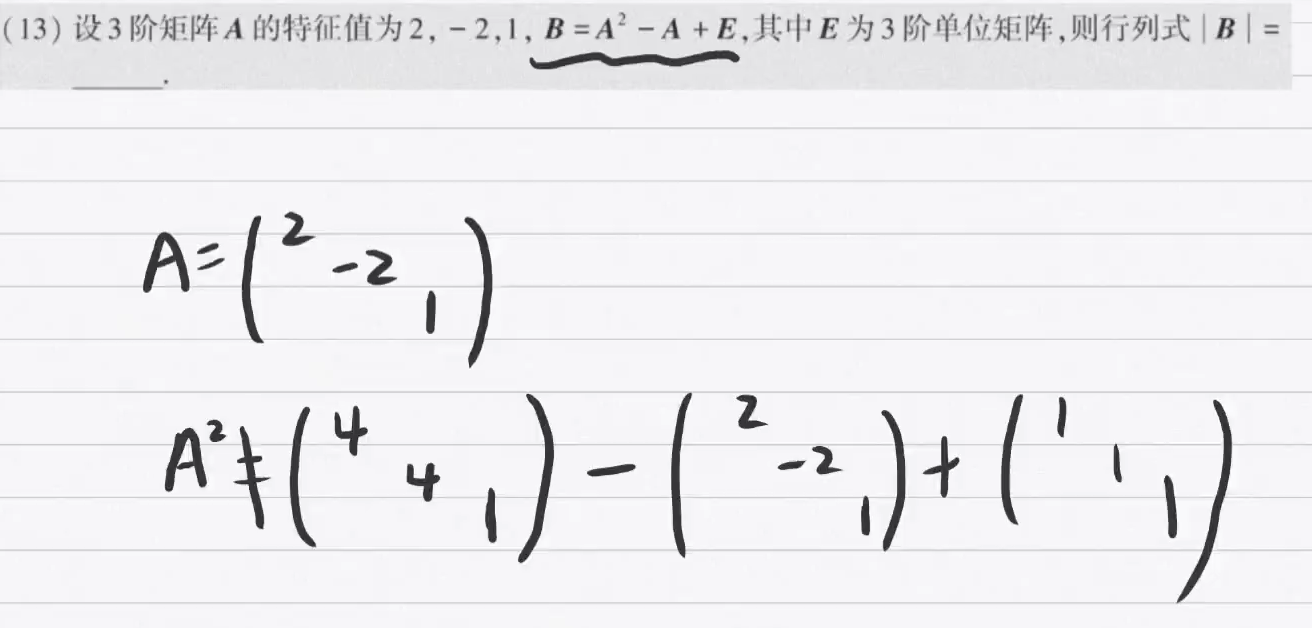 (13) 设3阶矩阵A的特征值为2, -2,1, B = A² - A + E,其中E为3阶单位矩阵,则行列式|B| =
______.
A= ( 2 -2 1 )
A² ≠ ( 4 4 1 ) - ( 2 -2 1 ) + ( 1 1 1 )